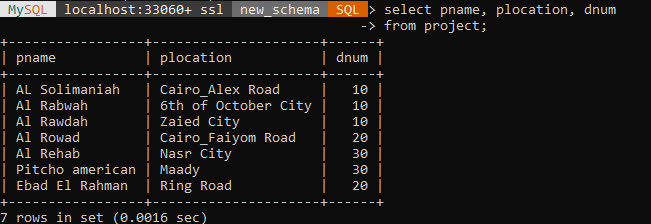 MySQL localhost:33060+ ssl new_schema SQL > select pname, plocation, dnum
-> from project;
+-----------------+----------------------+------+
| pname           | plocation            | dnum |
+-----------------+----------------------+------+
| AL Solimaniah   | Cairo_Alex Road      |   10 |
| Al Rabwah       | 6th of October City  |   10 |
| Al Rawdah       | Zaied City           |   10 |
| Al Rowad        | Cairo_Faiyom Road    |   20 |
| Al Rehab        | Nasr City            |   30 |
| Pitcho american | Maady                |   30 |
| Ebad El Rahman  | Ring Road            |   20 |
+-----------------+----------------------+------+
7 rows in set (0.0016 sec)